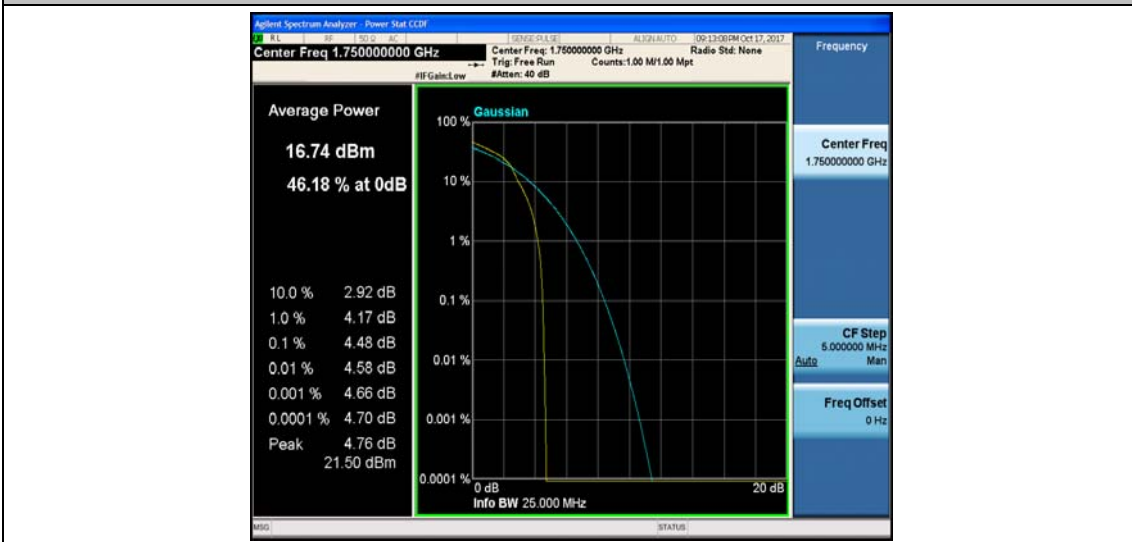 Agilent Spectrum Analyzer - Power Stat CCDF
RL RF 50 Ω AC SENSE:PULSE ALIGN AUTO 09:13:08 PM Oct 17, 2017
Center Freq 1.750000000 GHz
Center Freq: 1.750000000 GHz Radio Std: None
Trig: Free Run Counts:1.00 M/1.00 Mpt
#IFGain:Low #Atten: 40 dB
Frequency
Average Power
16.74 dBm
46.18 % at 0dB
10.0 % 2.92 dB
1.0 % 4.17 dB
0.1 % 4.48 dB
0.01 % 4.58 dB
0.001 % 4.66 dB
0.0001 % 4.70 dB
Peak 4.76 dB
21.50 dBm
Gaussian
100 %
10 %
1 %
0.1 %
0.01 %
0.001 %
0.0001 %
0 dB 20 dB
Info BW 25.000 MHz
Center Freq
1.750000000 GHz
CF Step
5.000000 MHz
Auto Man
Freq Offset
0 Hz
MSG STATUS